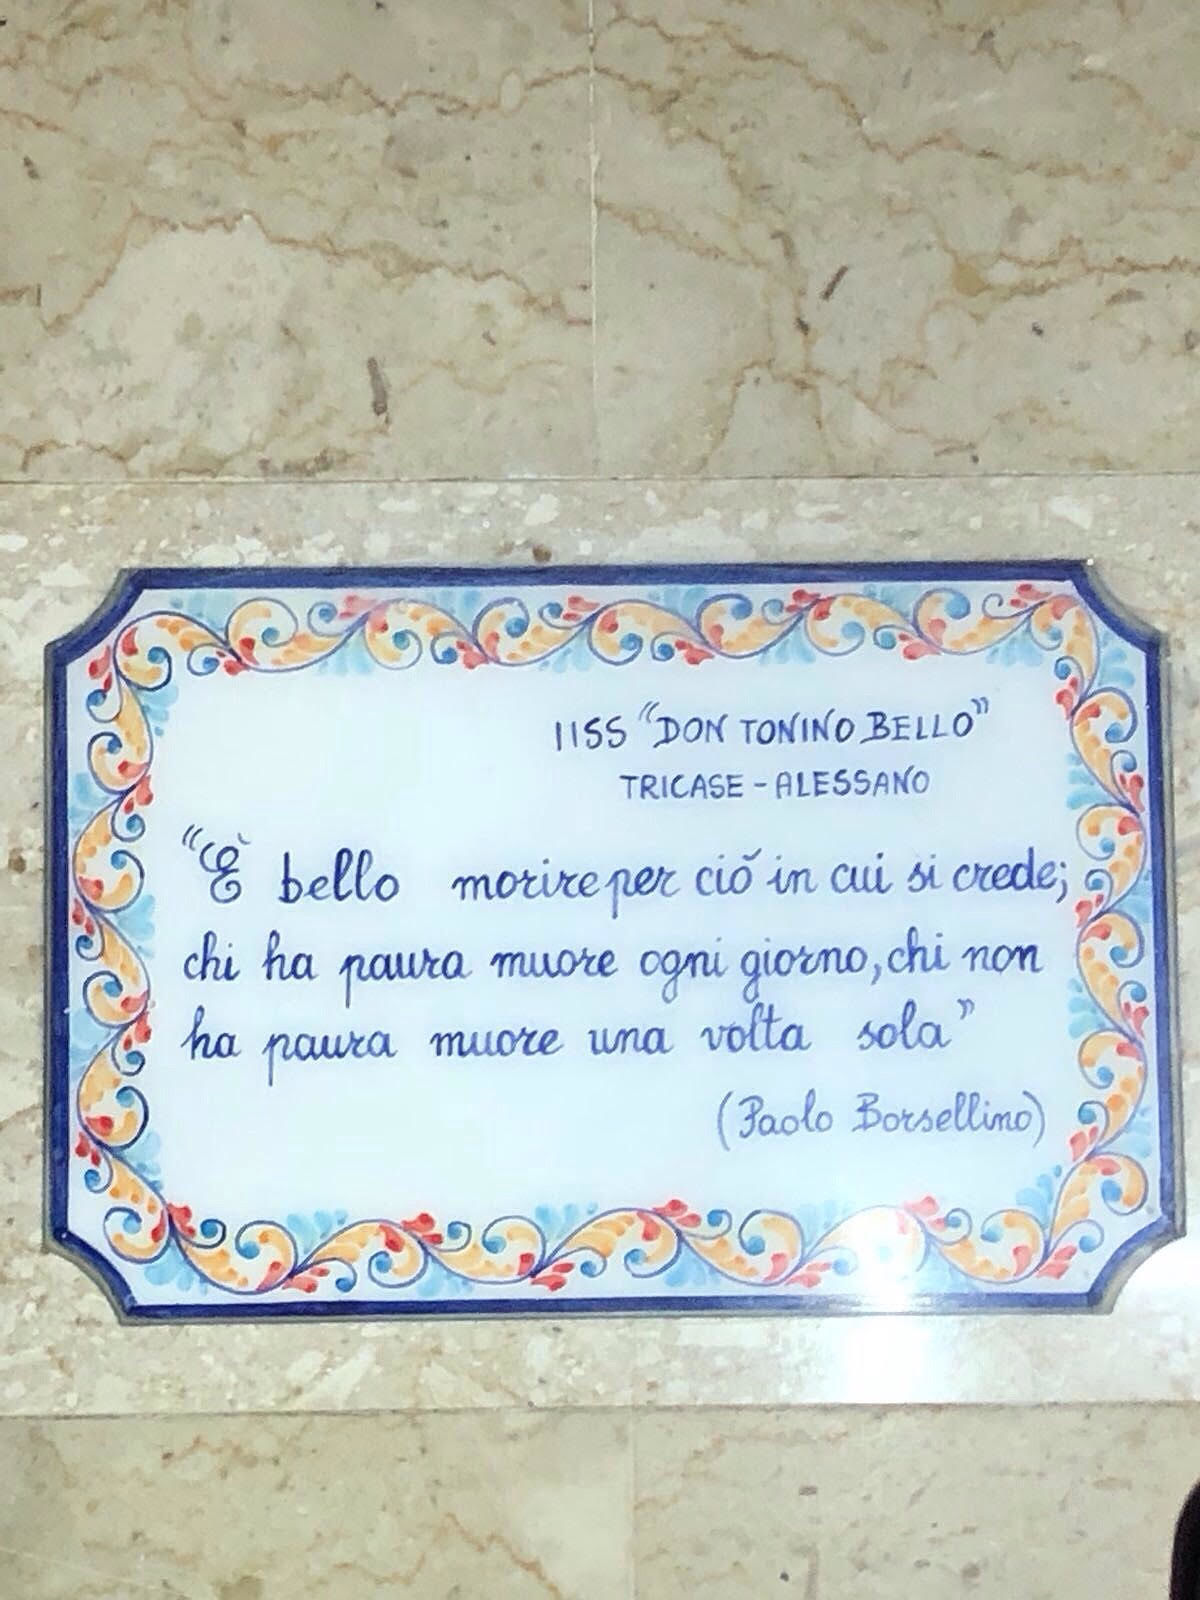 IISS "DON TONINO BELLO"
TRICASE - ALESSANO
"È bello morire per ciò in cui si crede;
chi ha paura muore ogni giorno, chi non
ha paura muore una volta sola"
(Paolo Borsellino)